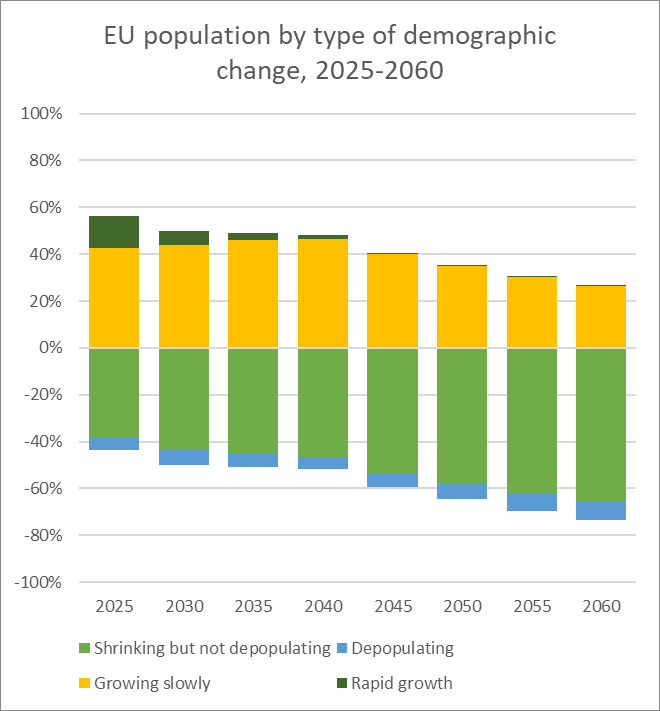 EU population by type of demographic
change, 2025-2060
100%
80%
60%
40%
20%
0%
-20%
-40%
-60%
-80%
-100%
2025 2030 2035 2040 2045 2050 2055 2060
Shrinking but not depopulating Depopulating
Growing slowly Rapid growth